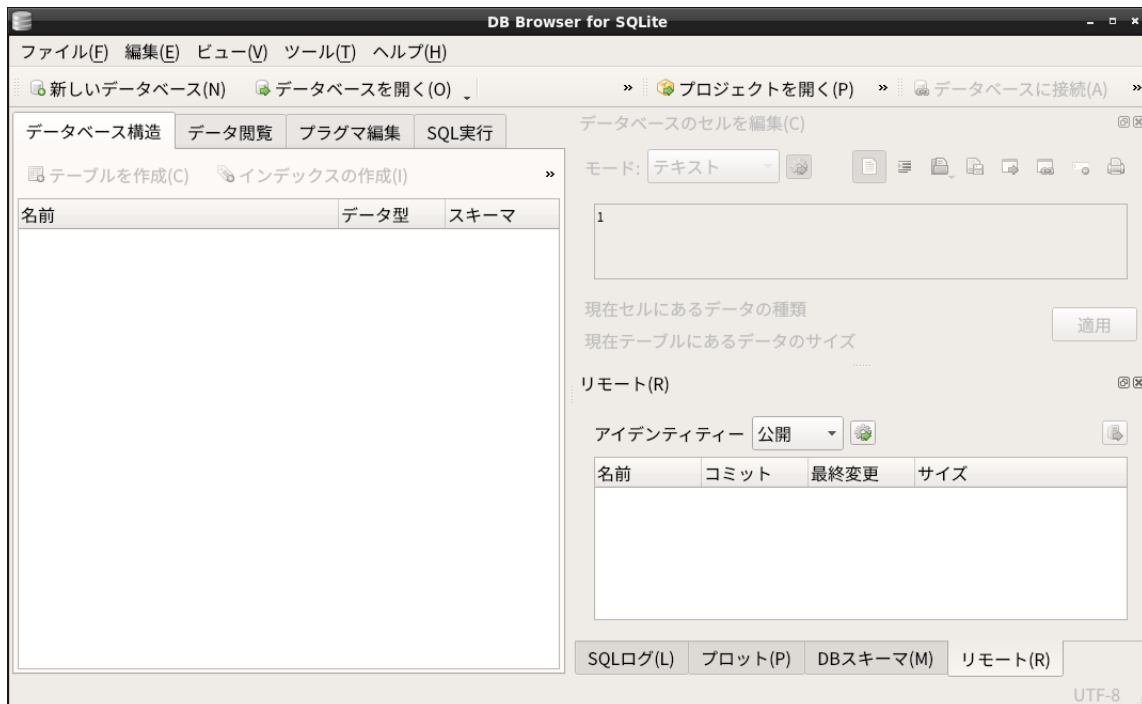 DB Browser for SQLite
ファイル(F) 編集(E) ビュー(V) ツール(T) ヘルプ(H)
新しいデータベース(N) データベースを開く(O) » プロジェクトを開く(P) » データベースに接続(A) »
データベース構造 データ閲覧 プラグマ編集 SQL実行
テーブルを作成(C) インデックスの作成(I) »
名前 データ型 スキーマ
データベースのセルを編集(C)
モード: テキスト
1
現在セルにあるデータの種類
現在テーブルにあるデータのサイズ
適用
リモート(R)
アイデンティティー 公開
名前 コミット 最終変更 サイズ
SQLログ(L) プロット(P) DBスキーマ(M) リモート(R)
UTF-8